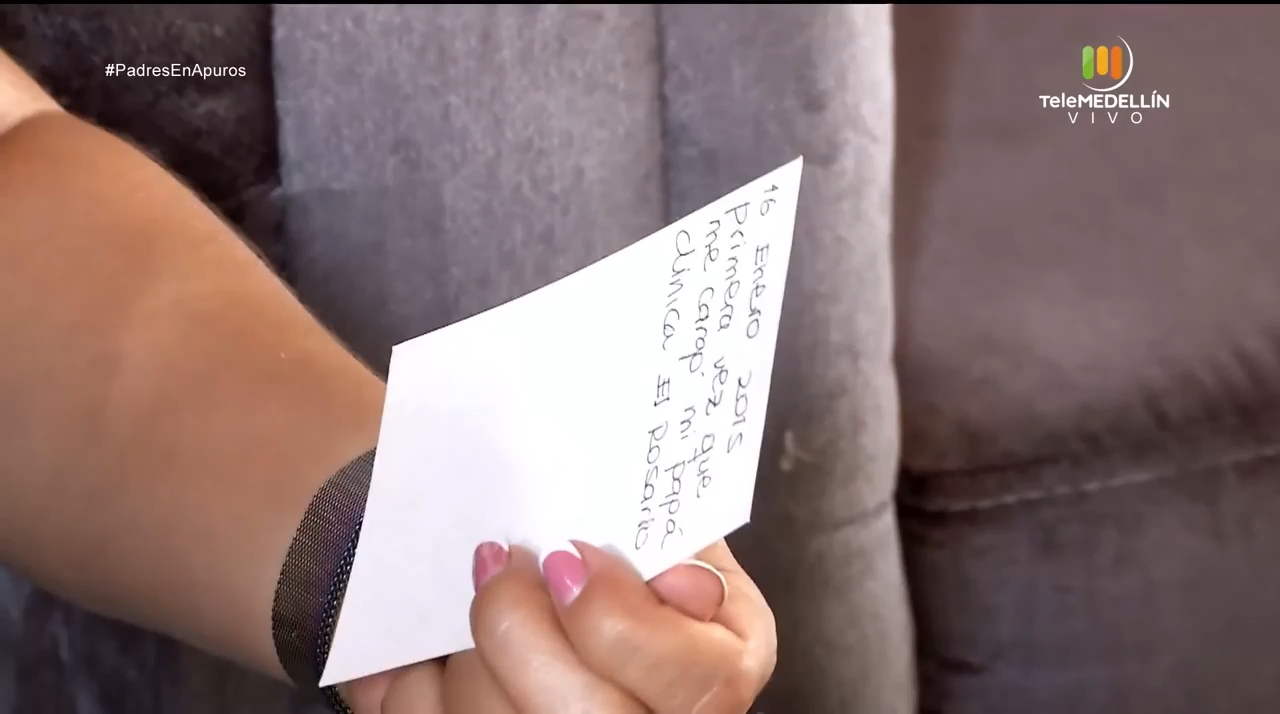 #PadresEnApuros
TeleMEDELLÍN
VIVO
16 Enero 2015
primera vez que
me cargó mi papá
clínica El Rosario